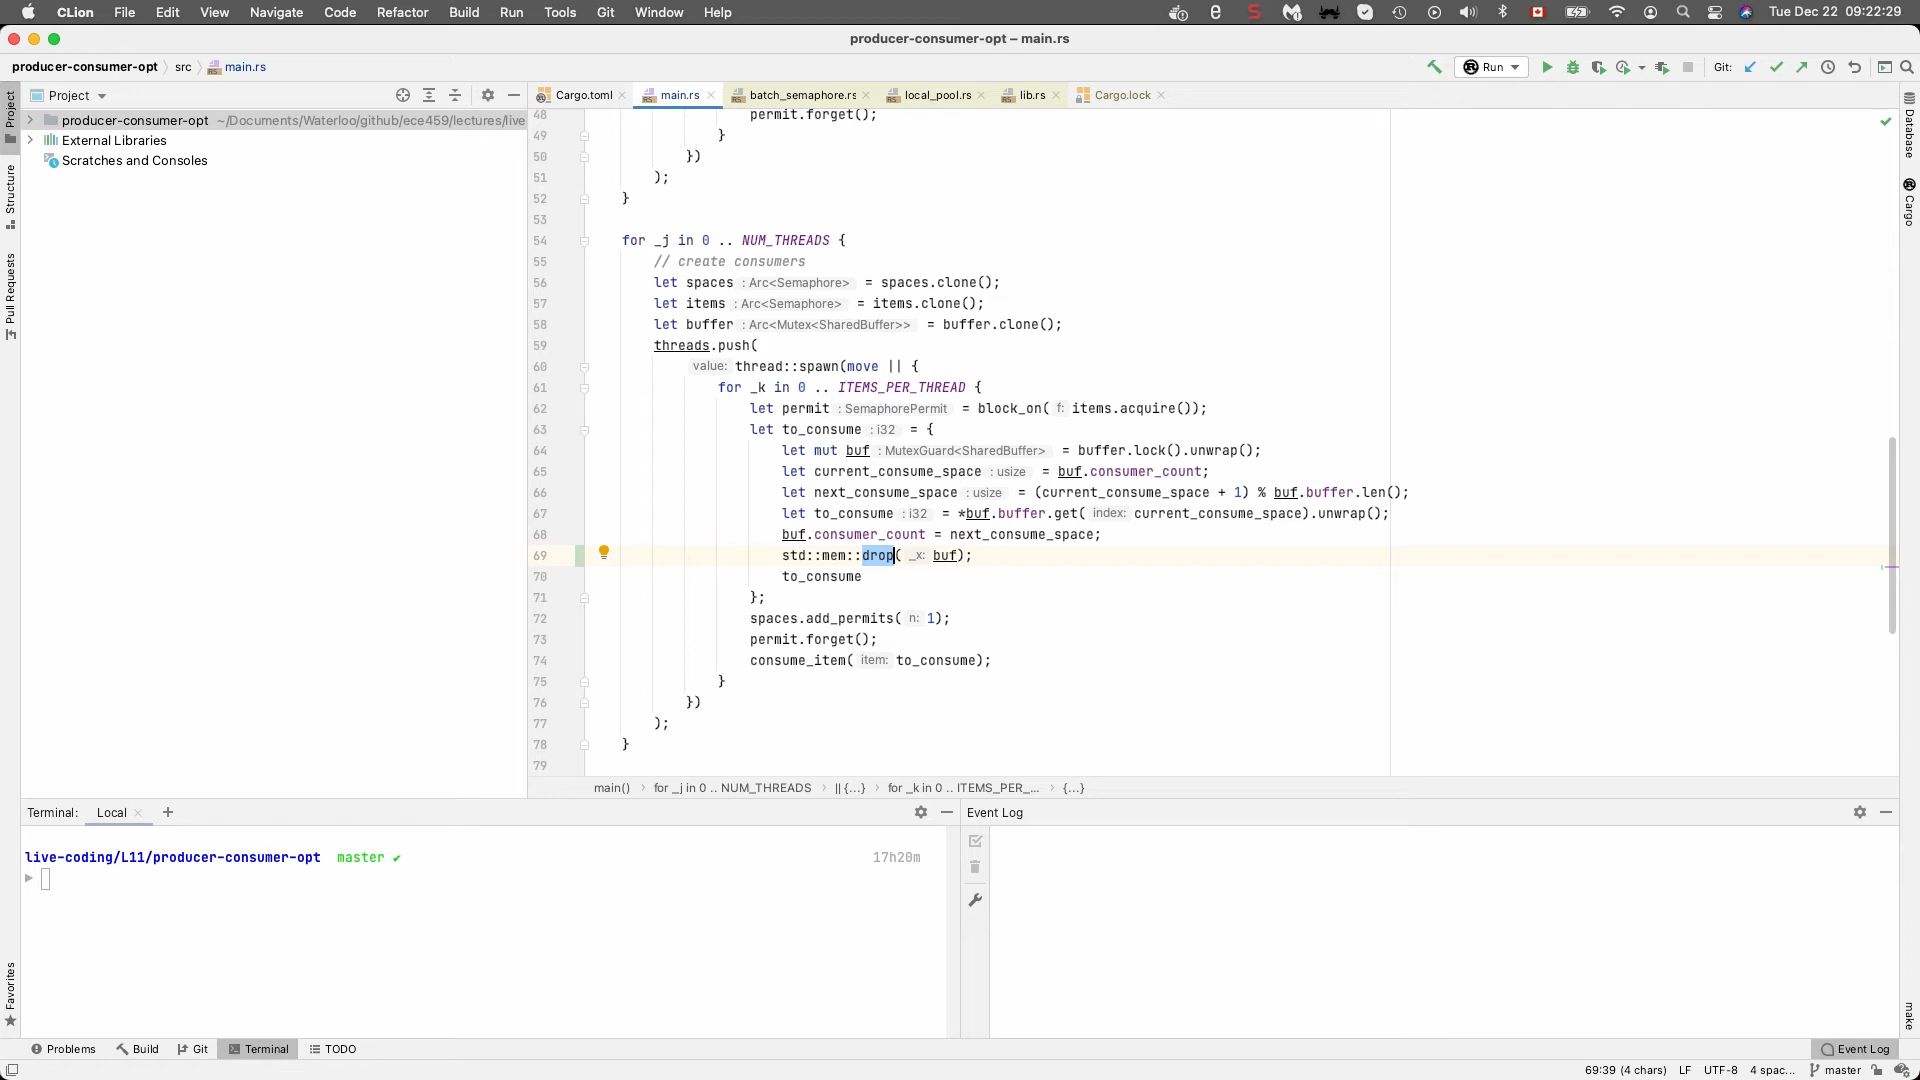 CLion File Edit View Navigate Code Refactor Build Run Tools Git Window Help Tue Dec 22 09:22:29
producer-consumer-opt – main.rs
producer-consumer-opt src main.rs Run Git:
Project
Cargo.toml main.rs batch_semaphore.rs local_pool.rs lib.rs Cargo.lock
producer-consumer-opt ~/Documents/Waterloo/github/ece459/lectures/live
External Libraries
Scratches and Consoles
Project
Structure
Pull Requests
Favorites
Database
Cargo
make
48 permit.forget();
49 }
50 })
51 );
52 }
53
54 for _j in 0 .. NUM_THREADS {
55 // create consumers
56 let spaces : Arc<Semaphore> = spaces.clone();
57 let items : Arc<Semaphore> = items.clone();
58 let buffer : Arc<Mutex<SharedBuffer>> = buffer.clone();
59 threads.push(
60 value: thread::spawn(move || {
61 for _k in 0 .. ITEMS_PER_THREAD {
62 let permit : SemaphorePermit = block_on( f: items.acquire());
63 let to_consume : i32 = {
64 let mut buf : MutexGuard<SharedBuffer> = buffer.lock().unwrap();
65 let current_consume_space : usize = buf.consumer_count;
66 let next_consume_space : usize = (current_consume_space + 1) % buf.buffer.len();
67 let to_consume : i32 = *buf.buffer.get( index: current_consume_space).unwrap();
68 buf.consumer_count = next_consume_space;
69 std::mem::drop( _x: buf);
70 to_consume
71 };
72 spaces.add_permits( n: 1);
73 permit.forget();
74 consume_item( item: to_consume);
75 }
76 })
77 );
78 }
79
main() for _j in 0 .. NUM_THREADS || {...} for _k in 0 .. ITEMS_PER_... {...}
Terminal: Local +
Event Log
live-coding/L11/producer-consumer-opt master ✔ 17h20m
Problems Build Git Terminal TODO Event Log
69:39 (4 chars) LF UTF-8 4 spac... master